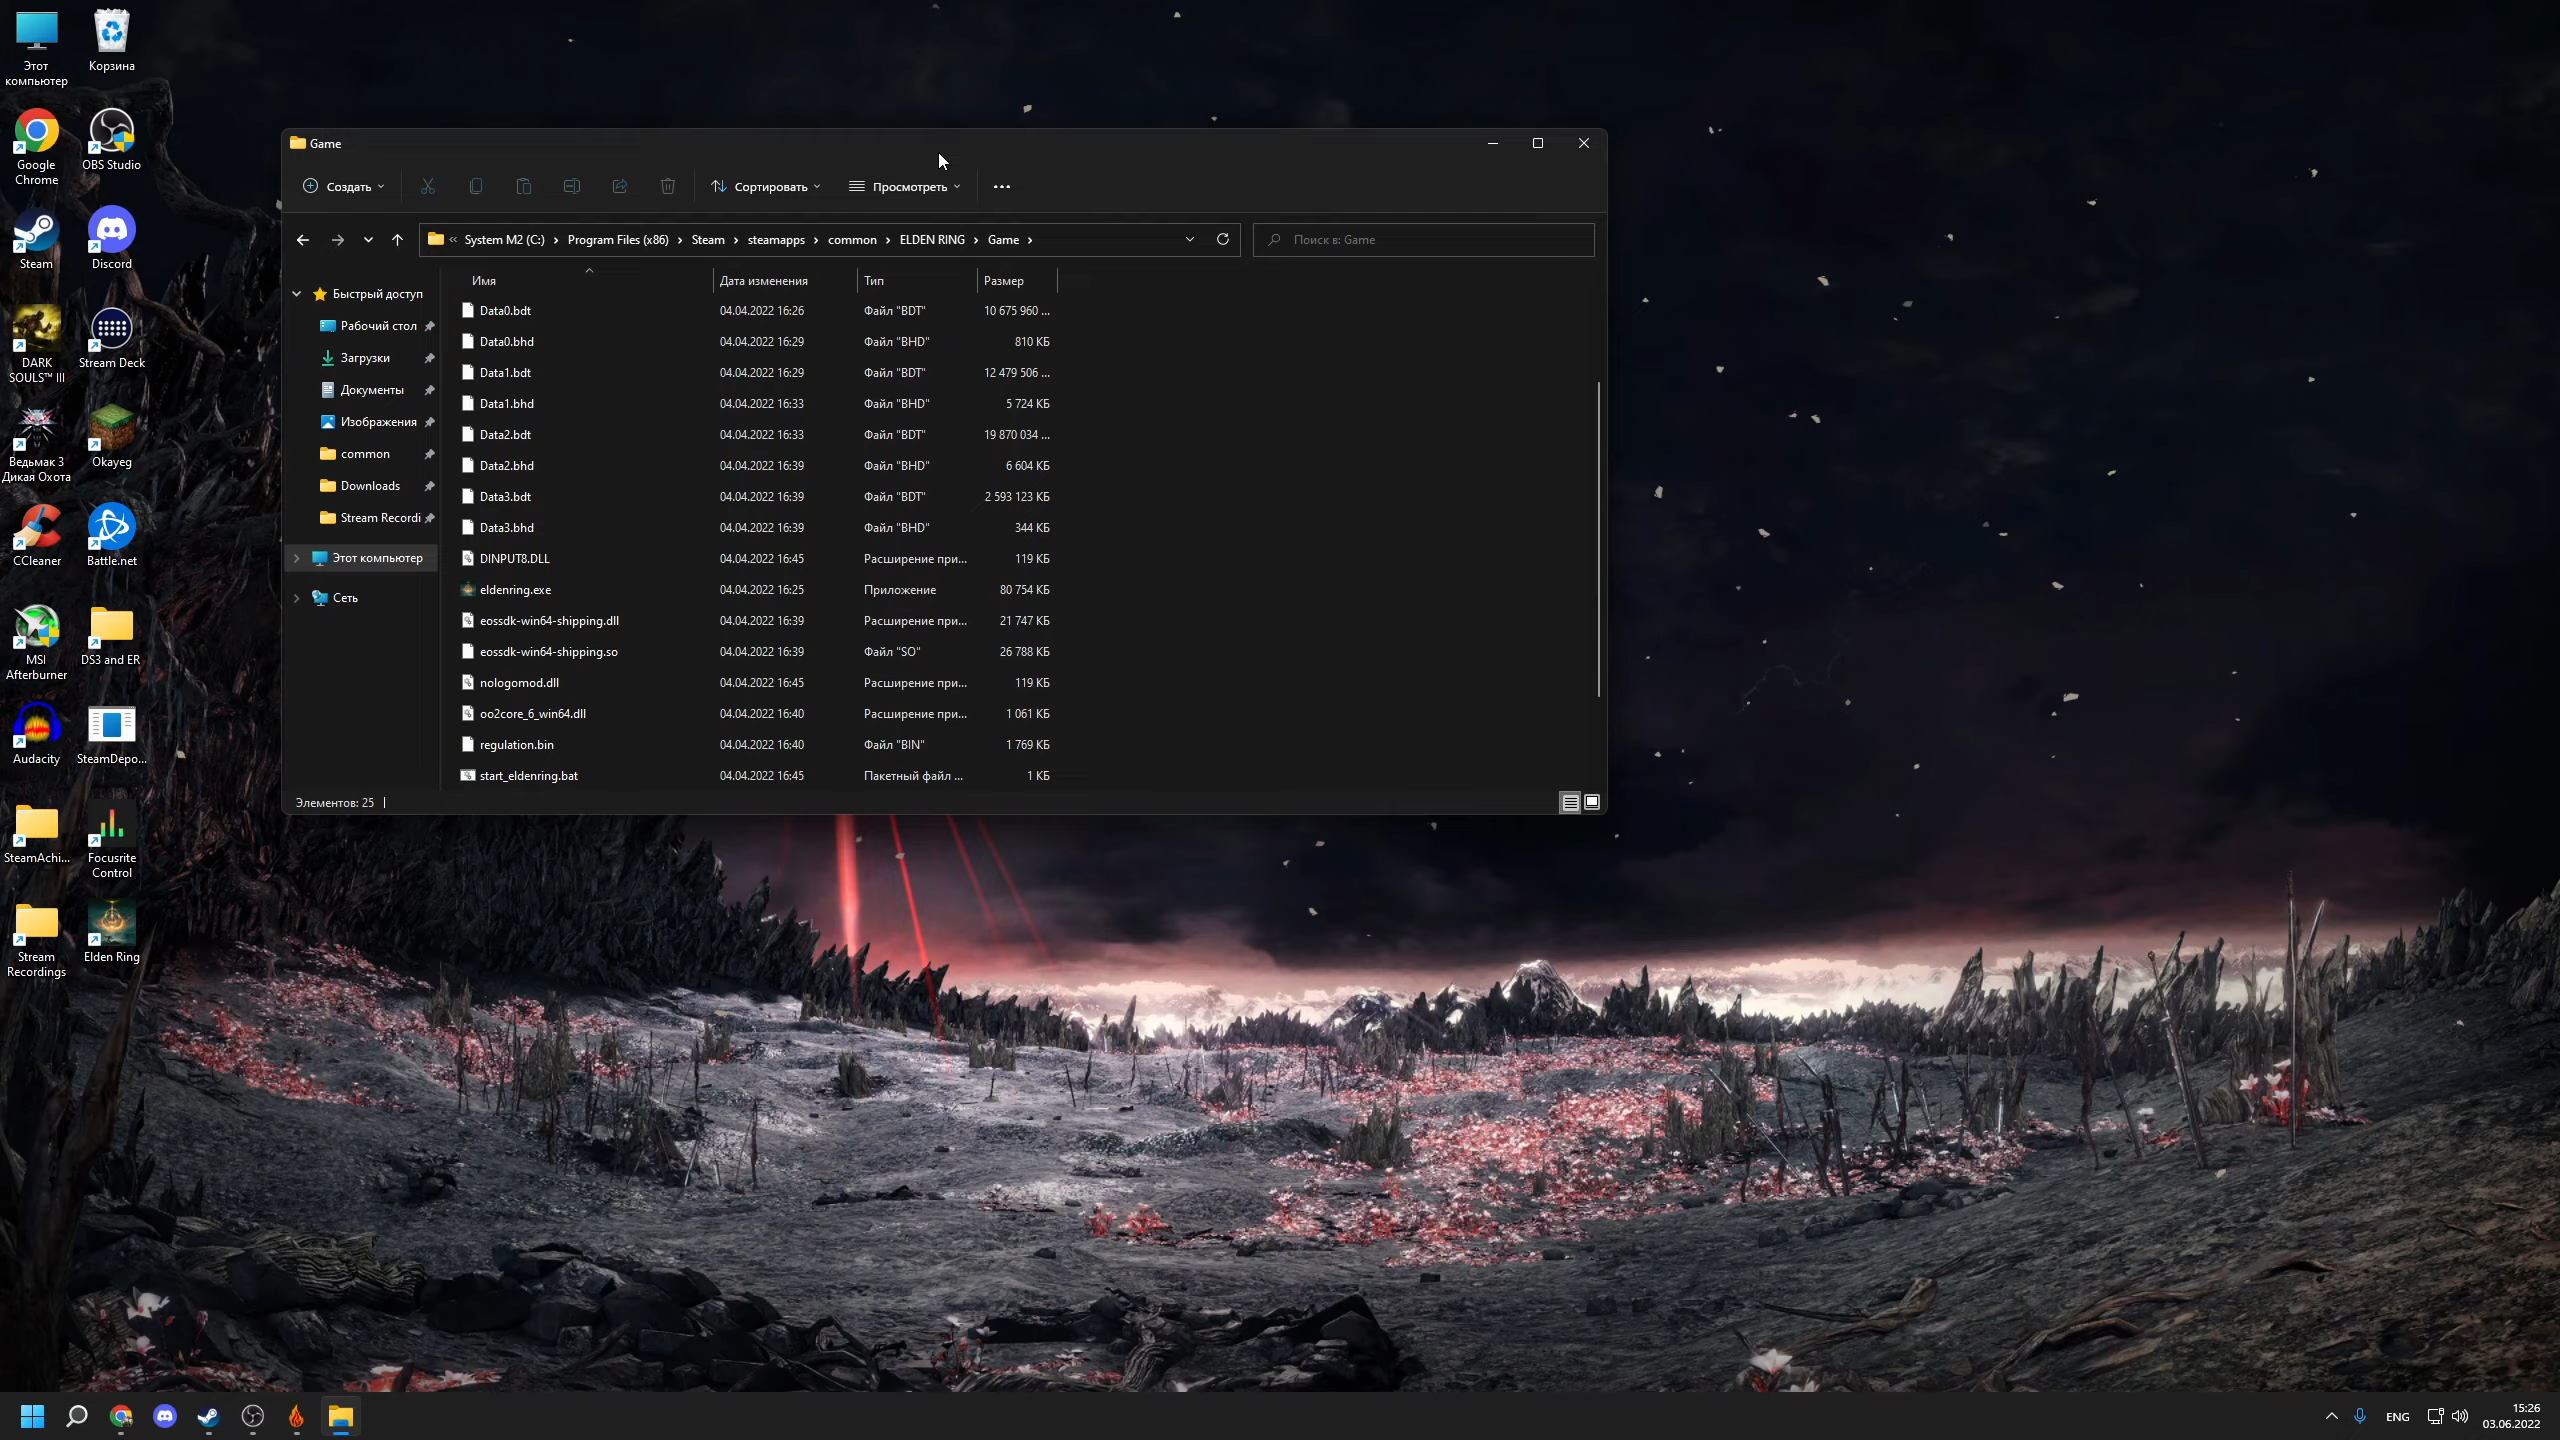 Этот
компьютер
Корзина
Google
Chrome
OBS Studio
Steam
Discord
DARK
SOULS™ III
Stream Deck
Ведьмак 3
Дикая Охота
Okayeg
CCleaner
Battle.net
MSI
Afterburner
DS3 and ER
Audacity
SteamDepo...
SteamAchi...
Focusrite
Control
Stream
Recordings
Elden Ring
Game
Создать
Сортировать
Просмотреть
« System M2 (C:) › Program Files (x86) › Steam › steamapps › common › ELDEN RING › Game ›
Поиск в: Game
Быстрый доступ
Рабочий стол
Загрузки
Документы
Изображения
common
Downloads
Stream Recordi
Этот компьютер
Сеть
Имя Дата изменения Тип Размер
Data0.bdt 04.04.2022 16:26 Файл "BDT" 10 675 960 ...
Data0.bhd 04.04.2022 16:29 Файл "BHD" 810 КБ
Data1.bdt 04.04.2022 16:29 Файл "BDT" 12 479 506 ...
Data1.bhd 04.04.2022 16:33 Файл "BHD" 5 724 КБ
Data2.bdt 04.04.2022 16:33 Файл "BDT" 19 870 034 ...
Data2.bhd 04.04.2022 16:39 Файл "BHD" 6 604 КБ
Data3.bdt 04.04.2022 16:39 Файл "BDT" 2 593 123 КБ
Data3.bhd 04.04.2022 16:39 Файл "BHD" 344 КБ
DINPUT8.DLL 04.04.2022 16:45 Расширение при... 119 КБ
eldenring.exe 04.04.2022 16:25 Приложение 80 754 КБ
eossdk-win64-shipping.dll 04.04.2022 16:39 Расширение при... 21 747 КБ
eossdk-win64-shipping.so 04.04.2022 16:39 Файл "SO" 26 788 КБ
nologomod.dll 04.04.2022 16:45 Расширение при... 119 КБ
oo2core_6_win64.dll 04.04.2022 16:40 Расширение при... 1 061 КБ
regulation.bin 04.04.2022 16:40 Файл "BIN" 1 769 КБ
start_eldenring.bat 04.04.2022 16:45 Пакетный файл ... 1 КБ
Элементов: 25
ENG
15:26
03.06.2022